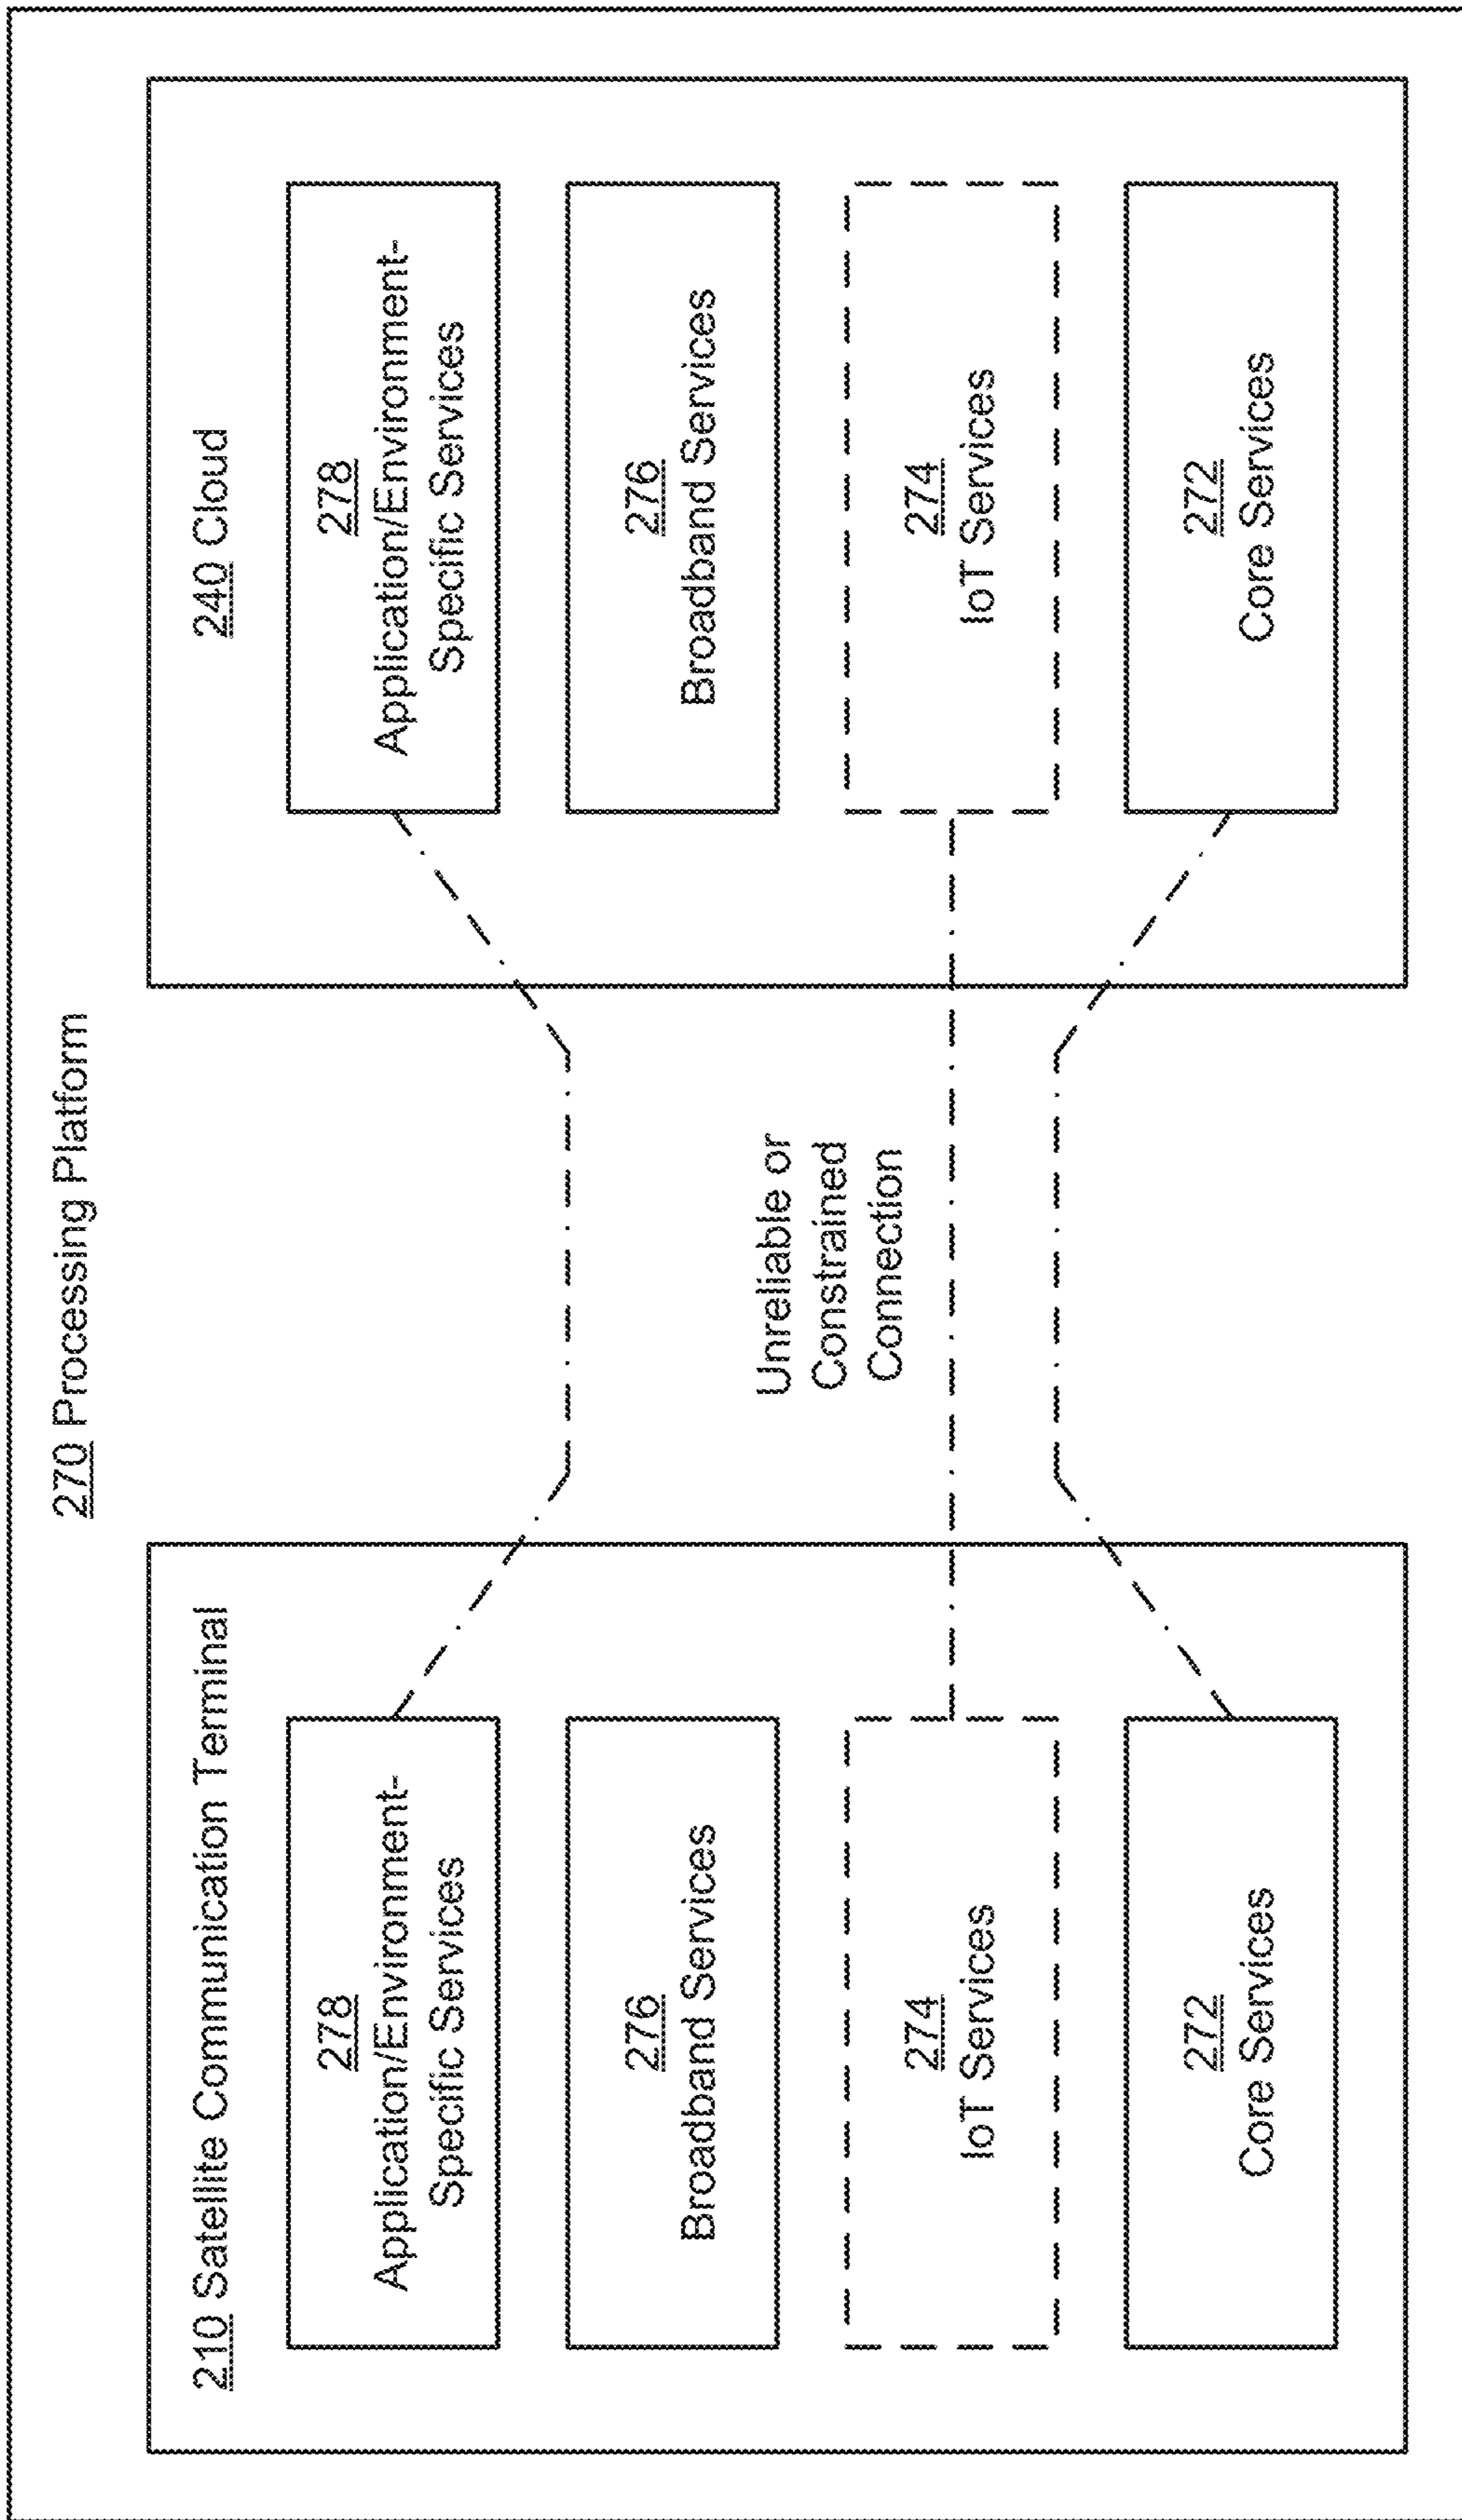 270 Processing Platform
210 Satellite Communication Terminal
278
Application/Environment-
Specific Services
276
Broadband Services
274
IoT Services
272
Core Services
Unreliable or
Constrained
Connection
240 Cloud
278
Application/Environment-
Specific Services
276
Broadband Services
274
IoT Services
272
Core Services